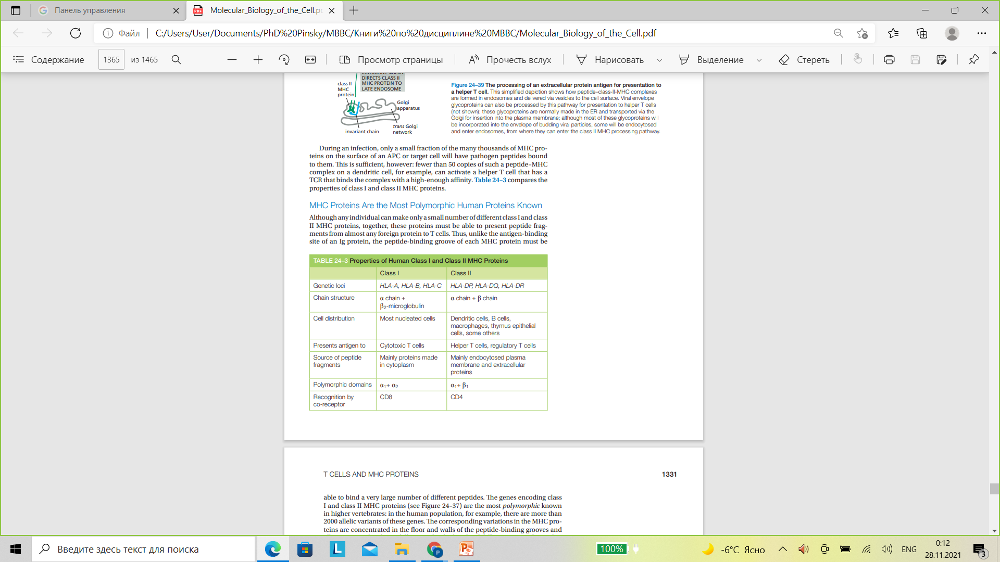 Панель управления
Molecular_Biology_of_the_Cell.p
Файл
C:/Users/User/Documents/PhD%20Pinsky/MBBC/Книги%20по%20дисциплине%20MBBC/Molecular_Biology_of_the_Cell.pdf
Содержание
1365 из 1465
Просмотр страницы
Прочесть вслух
Нарисовать
Выделение
Стереть
INVARIANT CHAIN
DIRECTS CLASS II
MHC PROTEIN TO
LATE ENDOSOME
class II
MHC
protein
Golgi
apparatus
trans Golgi
network
invariant chain
Figure 24–39 The processing of an extracellular protein antigen for presentation to
a helper T cell. This simplified depiction shows how peptide–class-II-MHC complexes
are formed in endosomes and delivered via vesicles to the cell surface. Viral envelope
glycoproteins can also be processed by this pathway for presentation to helper T cells
(not shown): these glycoproteins are normally made in the ER and transported via the
Golgi for insertion into the plasma membrane; although most of these glycoproteins will
be incorporated into the envelope of budding viral particles, some will be endocytosed
and enter endosomes, from where they can enter the class II MHC processing pathway.
During an infection, only a small fraction of the many thousands of MHC pro-
teins on the surface of an APC or target cell will have pathogen peptides bound
to them. This is sufficient, however: fewer than 50 copies of such a peptide–MHC
complex on a dendritic cell, for example, can activate a helper T cell that has a
TCR that binds the complex with a high-enough affinity. Table 24–3 compares the
properties of class I and class II MHC proteins.
MHC Proteins Are the Most Polymorphic Human Proteins Known
Although any individual can make only a small number of different class I and class
II MHC proteins, together, these proteins must be able to present peptide frag-
ments from almost any foreign protein to T cells. Thus, unlike the antigen-binding
site of an Ig protein, the peptide-binding groove of each MHC protein must be
TABLE 24–3 Properties of Human Class I and Class II MHC Proteins
Class I Class II
Genetic loci HLA-A, HLA-B, HLA-C HLA-DP, HLA-DQ, HLA-DR
Chain structure α chain + α chain + β chain
β2-microglobulin
Cell distribution Most nucleated cells Dendritic cells, B cells,
macrophages, thymus epithelial
cells, some others
Presents antigen to Cytotoxic T cells Helper T cells, regulatory T cells
Source of peptide Mainly proteins made Mainly endocytosed plasma
fragments in cytoplasm membrane and extracellular
proteins
Polymorphic domains α1+ α2 α1+ β1
Recognition by CD8 CD4
co-receptor
T CELLS AND MHC PROTEINS 1331
able to bind a very large number of different peptides. The genes encoding class
I and class II MHC proteins (see Figure 24–37) are the most polymorphic known
in higher vertebrates: in the human population, for example, there are more than
2000 allelic variants of these genes. The corresponding variations in the MHC pro-
teins are concentrated in the floor and walls of the peptide-binding grooves and
Введите здесь текст для поиска
100%
-6°C Ясно
ENG
0:12
28.11.2021
3